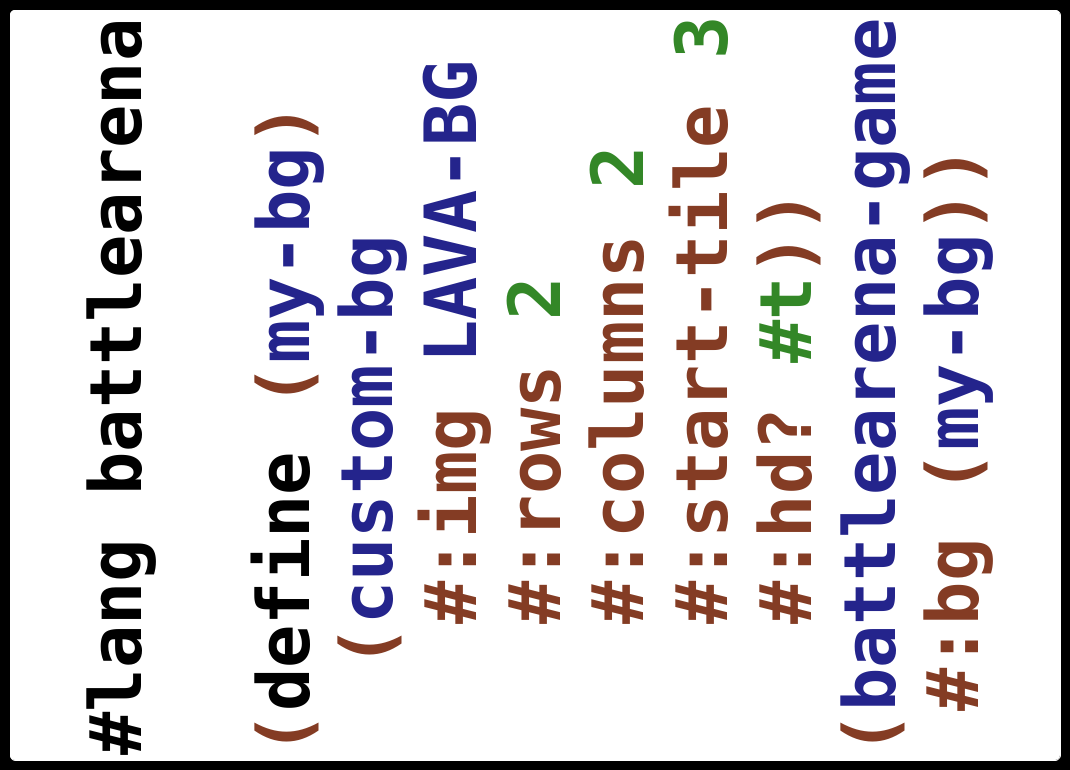 #lang battlearena

(define (my-bg)
  (custom-bg
   #:img LAVA-BG
   #:rows 2
   #:columns 2
   #:start-tile 3
   #:hd? #t))
(battlearena-game
 #:bg (my-bg))